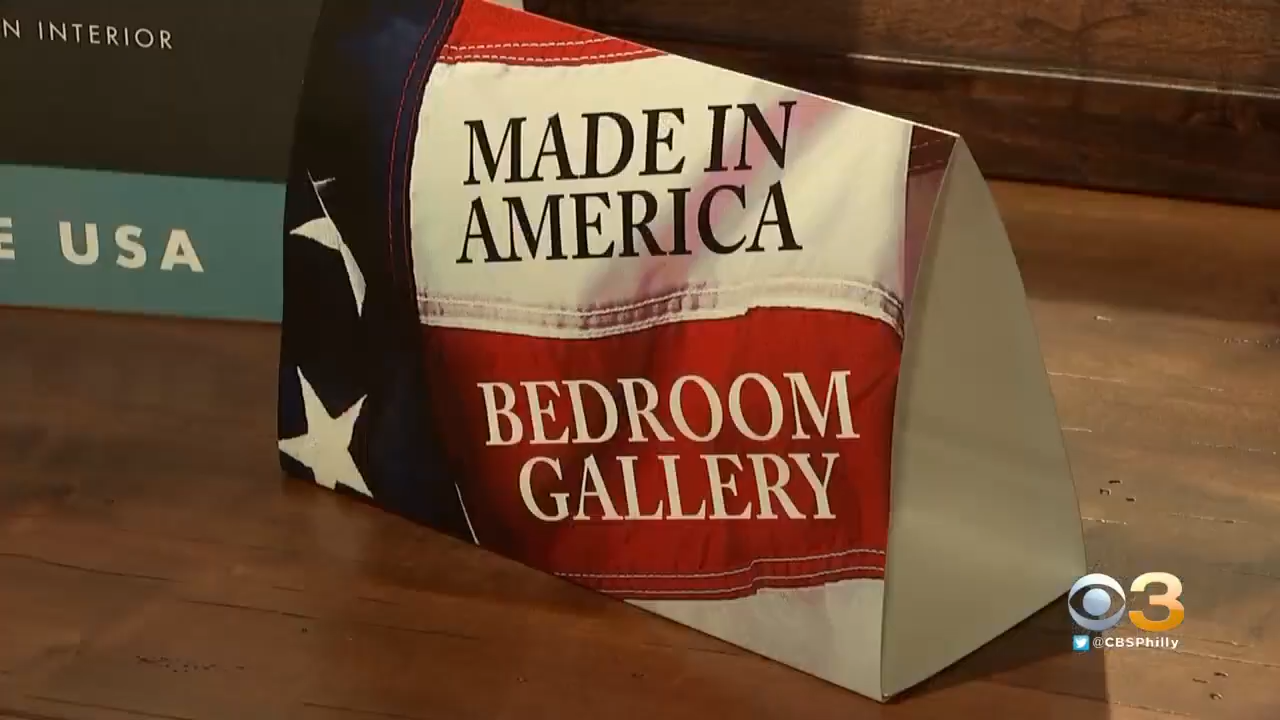 N INTERIOR
E USA
MADE IN
AMERICA
BEDROOM
GALLERY
3
@CBSPhilly